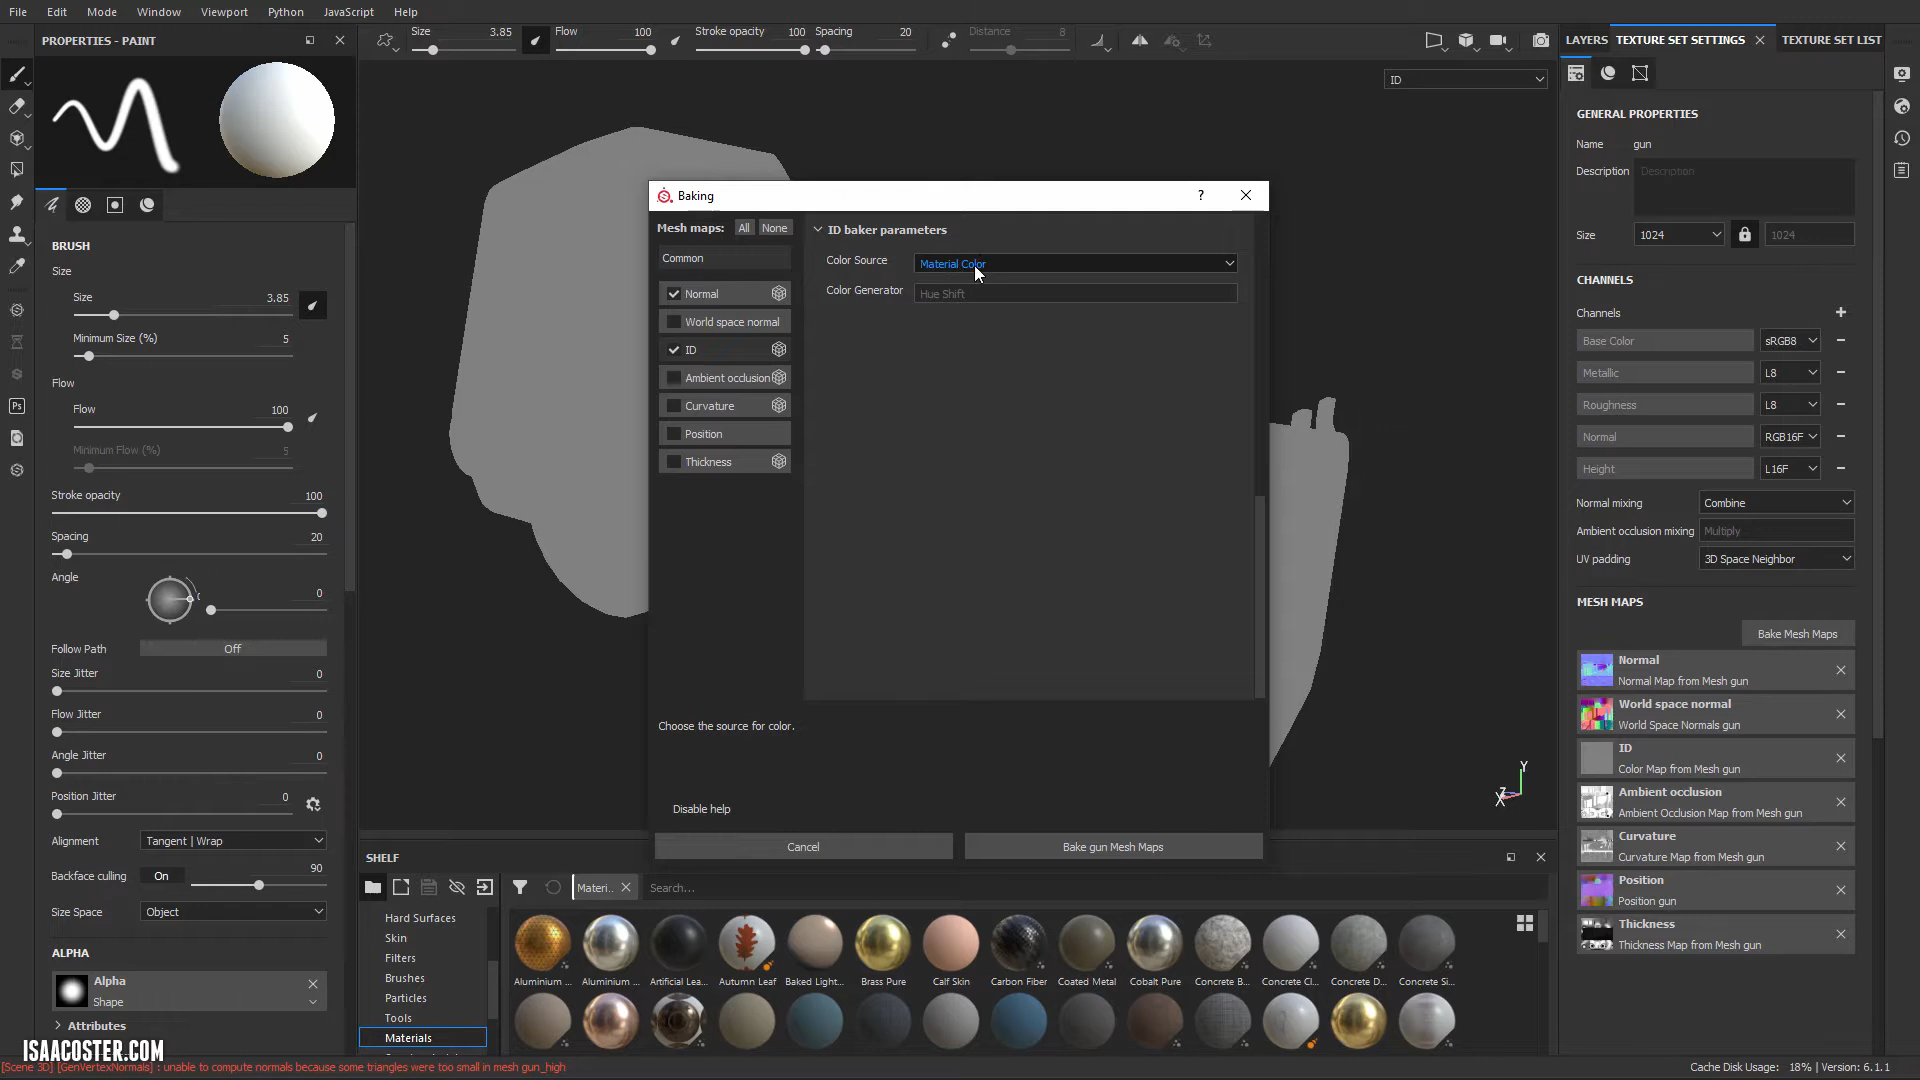 File Edit Mode Window Viewport Python JavaScript Help
PROPERTIES - PAINT
Size 3.85 Flow 100 Stroke opacity 100 Spacing 20 Distance 8
LAYERS TEXTURE SET SETTINGS TEXTURE SET LIST
ID
BRUSH
Size
Size 3.85
Minimum Size (%) 5
Flow
Flow 100
Minimum Flow (%) 5
Stroke opacity 100
Spacing 20
Angle
0
Follow Path Off
Size Jitter 0
Flow Jitter 0
Angle Jitter 0
Position Jitter 0
Alignment Tangent | Wrap
Backface culling On 90
Size Space Object
ALPHA
Alpha
Shape
Attributes
Ps
Baking ?
Mesh maps: All None
Common
Normal
World space normal
ID
Ambient occlusion
Curvature
Position
Thickness
ID baker parameters
Color Source Material Color
Color Generator Hue Shift
Choose the source for color.
Disable help
Cancel Bake gun Mesh Maps
Y
Z
X
GENERAL PROPERTIES
Name gun
Description Description
Size 1024 1024
CHANNELS
Channels
Base Color sRGB8
Metallic L8
Roughness L8
Normal RGB16F
Height L16F
Normal mixing Combine
Ambient occlusion mixing Multiply
UV padding 3D Space Neighbor
MESH MAPS
Bake Mesh Maps
Normal
Normal Map from Mesh gun
World space normal
World Space Normals gun
ID
Color Map from Mesh gun
Ambient occlusion
Ambient Occlusion Map from Mesh gun
Curvature
Curvature Map from Mesh gun
Position
Position gun
Thickness
Thickness Map from Mesh gun
SHELF
Materi.. Search...
Hard Surfaces
Skin
Filters
Brushes
Particles
Tools
Materials
Aluminium ... Aluminium ... Artificial Lea... Autumn Leaf Baked Light... Brass Pure Calf Skin Carbon Fiber Coated Metal Cobalt Pure Concrete B... Concrete Cl... Concrete D... Concrete Si...
ISAACOSTER.COM
[Scene 3D] [GenVertexNormals] : unable to compute normals because some triangles were too small in mesh gun_high
Cache Disk Usage: 18% | Version: 6.1.1